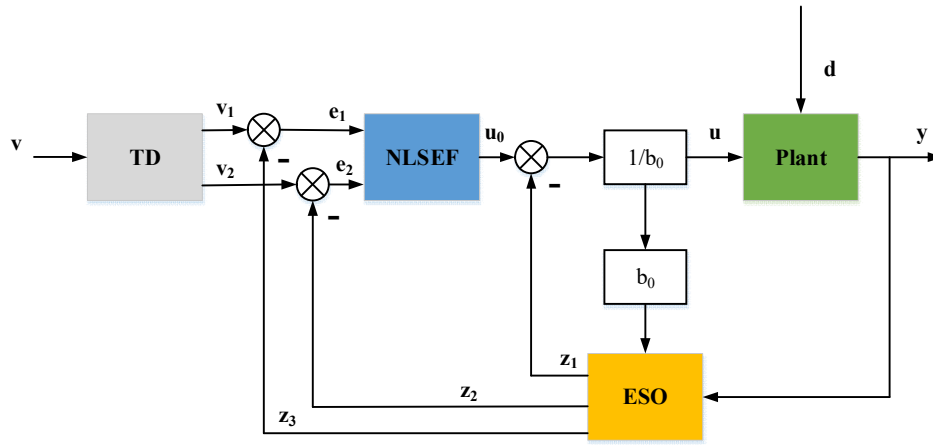 d
v
TD
v₁
v₂
-
-
e₁
e₂
NLSEF
u₀
-
1/b₀
u
Plant
y
b₀
z₁
z₂
z₃
ESO